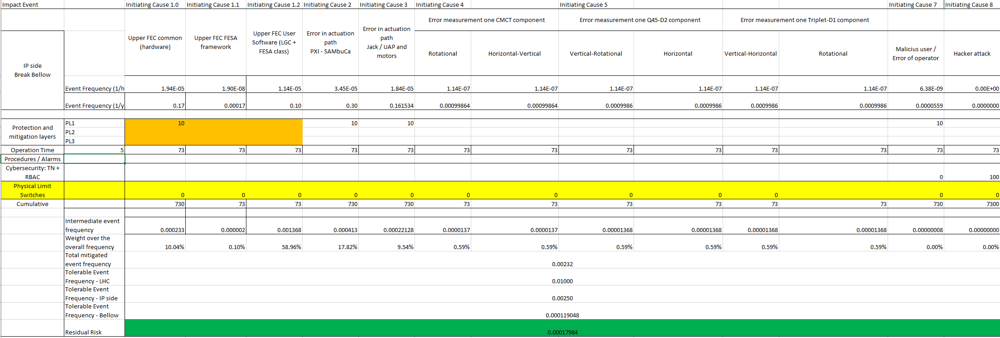 Impact Event Initiating Cause 1.0 Initiating Cause 1.1 Initiating Cause 1.2 Initiating Cause 2 Initiating Cause 3 Initiating Cause 4 Initiating Cause 5 Initiating Cause 7 Initiating Cause 8
IP side
Break Bellow
Upper FEC common
(hardware)
Upper FEC FESA
framework
Upper FEC User
Software (LGC +
FESA class)
Error in actuation
path
PXI - SAMbuCa
Error in actuation
path
Jack / UAP and
motors
Error measurement one CMCT component
Rotational Horizontal-Vertical
Error measurement one Q45-D2 component
Vertical-Rotational Horizontal
Error measurement one Triplet-D1 component
Vertical-Horizontal Rotational
Malicius user /
Error of operator
Hacker attack
Event Frequency (1/h 1.94E-05 1.90E-08 1.14E-05 3.45E-05 1.84E-05 1.14E-07 1.14E-07 1.14E-07 1.14E-07 1.14E-07 1.14E-07 6.38E-09 0.00E+00
Event Frequency (1/y 0.17 0.00017 0.10 0.30 0.161534 0.00099864 0.00099864 0.0009986 0.0009986 0.0009986 0.0009986 0.0000559 0.0000000
Protection and
mitigation layers
PL1 10 10 10 10
PL2
PL3
Operation Time 5 73 73 73 73 73 73 73 73 73 73 73 73 73
Procedures / Alarms
Cybersecurity: TN +
RBAC 0 100
Physical Limit
Switches 0 0 0 0 0 0 0 0 0 0 0 0 0
Cumulative 730 73 73 730 730 73 73 73 73 73 73 730 7300
Intermediate event
frequency 0.000233 0.000002 0.001368 0.000413 0.00022128 0.0000137 0.0000137 0.00001368 0.00001368 0.00001368 0.00001368 0.00000008 0.00000000
Weight over the
overall frequency 10.04% 0.10% 58.96% 17.82% 9.54% 0.59% 0.59% 0.59% 0.59% 0.59% 0.59% 0.00% 0.00%
Total mitigated
event frequency 0.00232
Tolerable Event
Frequency - LHC 0.01000
Tolerable Event
Frequency - IP side 0.00250
Tolerable Event
Frequency - Bellow 0.000119048
Residual Risk 0.00017984